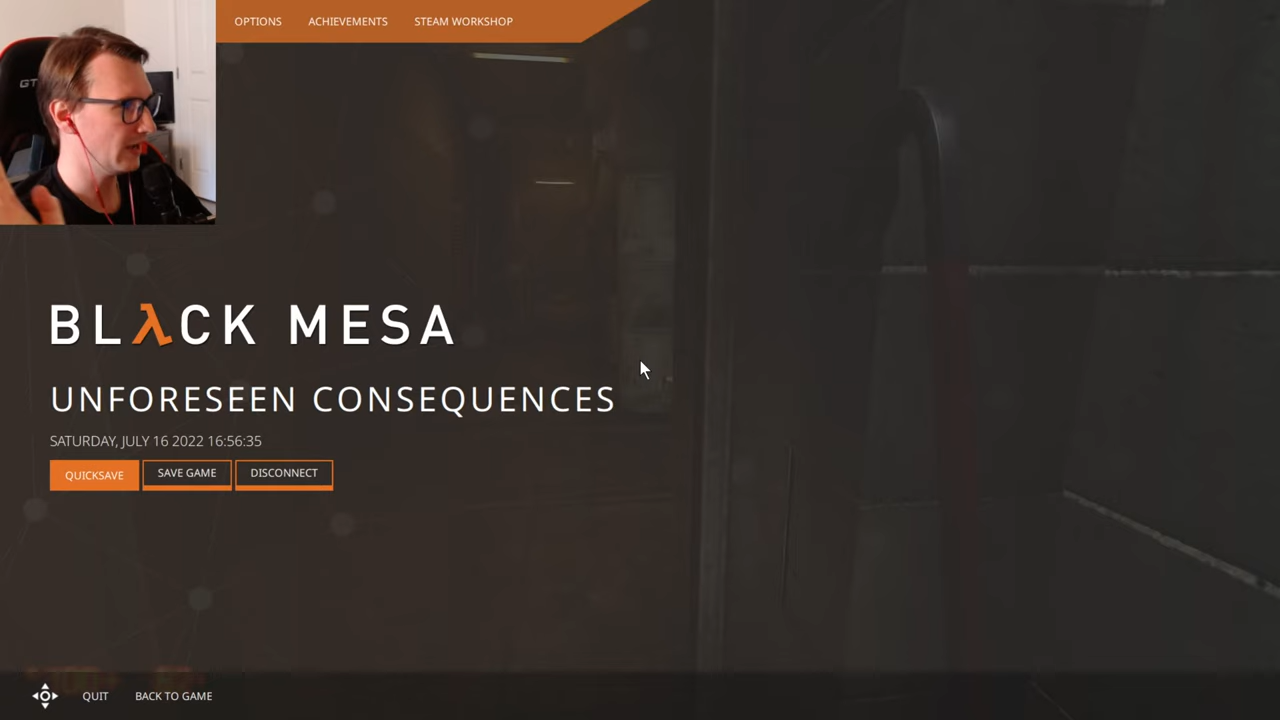 OPTIONS ACHIEVEMENTS STEAM WORKSHOP
GT
BLλCK MESA
UNFORESEEN CONSEQUENCES
SATURDAY, JULY 16 2022 16:56:35
QUICKSAVE SAVE GAME DISCONNECT
QUIT BACK TO GAME